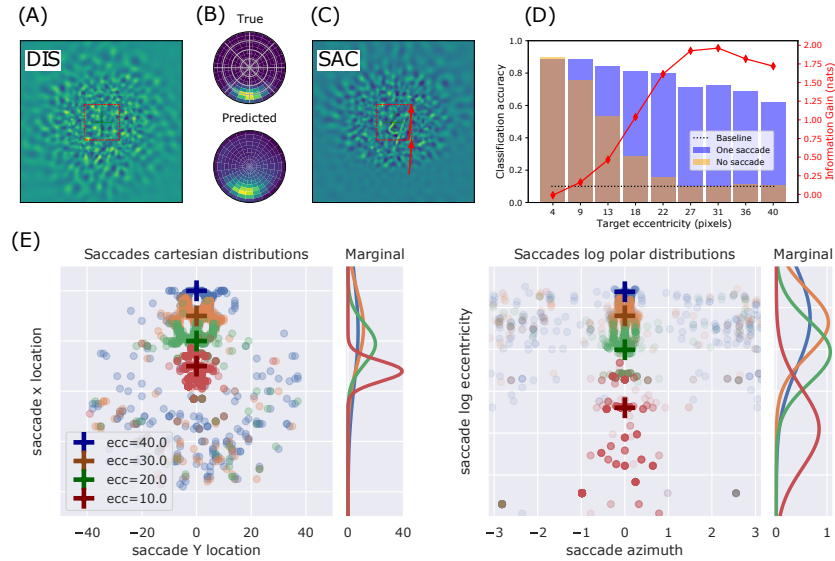 (A)
DIS
(B)
True
Predicted
(C)
SAC
(D)
Classification accuracy
1.0
0.8
0.6
0.4
0.2
0.0
4 9 13 18 22 27 31 36 40
Target eccentricity (pixels)
Baseline
One saccade
No saccade
2.00
1.75
1.50
1.25
1.00
0.75
0.50
0.25
0.00
Information Gain (nats)
(E)
Saccades cartesian distributions
Marginal
saccade x location
ecc=40.0
ecc=30.0
ecc=20.0
ecc=10.0
−40 −20 0 20 40
saccade Y location
0 20 40
Saccades log polar distributions
Marginal
saccade log eccentricity
−3 −2 −1 0 1 2 3
saccade azimuth
0 1